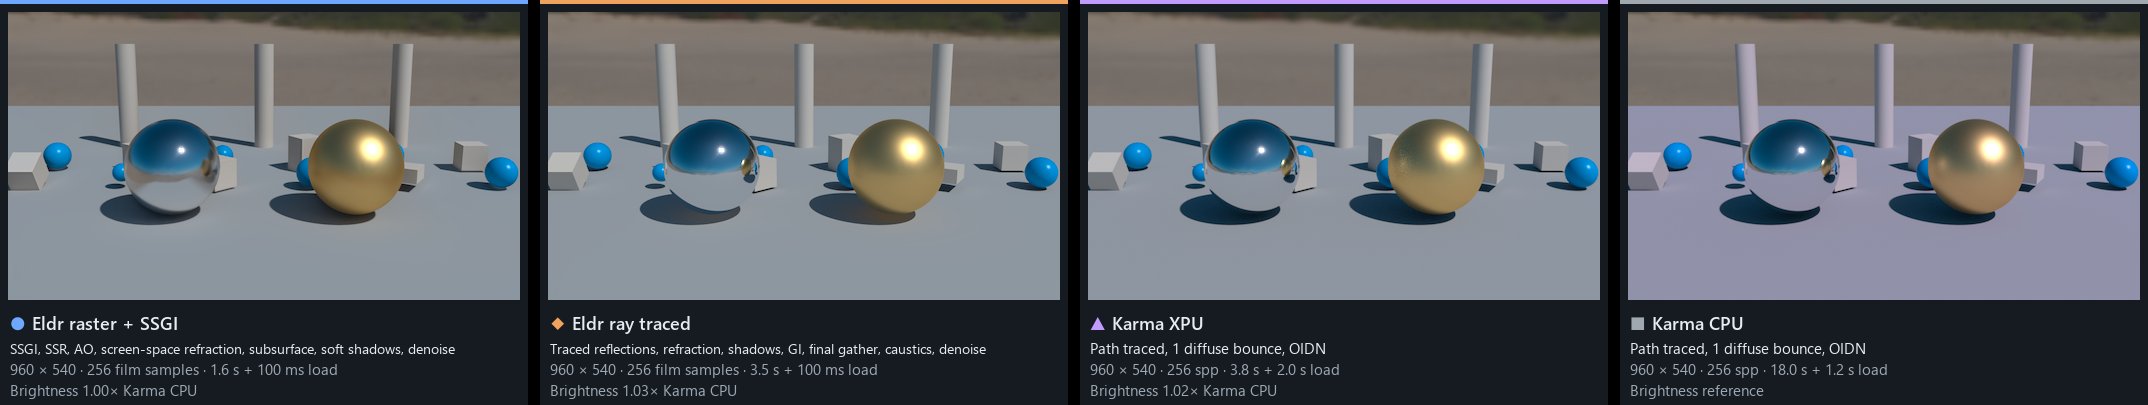 Eldr raster + SSGI
SSGI, SSR, AO, screen-space refraction, subsurface, soft shadows, denoise
960 × 540 · 256 film samples · 1.6 s + 100 ms load
Brightness 1.00× Karma CPU
Eldr ray traced
Traced reflections, refraction, shadows, GI, final gather, caustics, denoise
960 × 540 · 256 film samples · 3.5 s + 100 ms load
Brightness 1.03× Karma CPU
Karma XPU
Path traced, 1 diffuse bounce, OIDN
960 × 540 · 256 spp · 3.8 s + 2.0 s load
Brightness 1.02× Karma CPU
Karma CPU
Path traced, 1 diffuse bounce, OIDN
960 × 540 · 256 spp · 18.0 s + 1.2 s load
Brightness reference